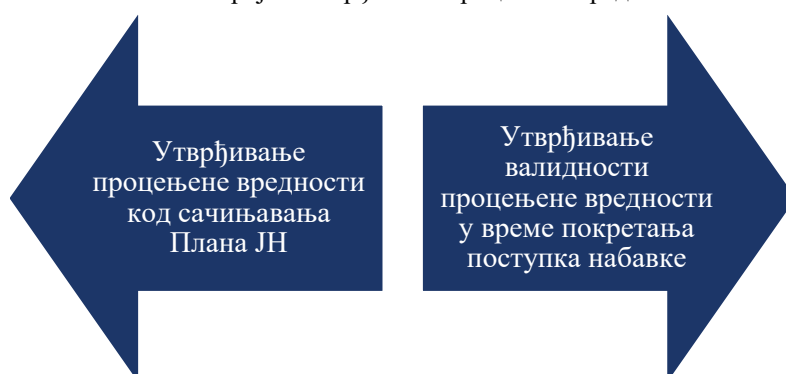 Утврђивање
процењене вредности
код сачињавања
Плана ЈН
Утврђивање
валидности
процењене вредности
у време покретања
поступка набавке